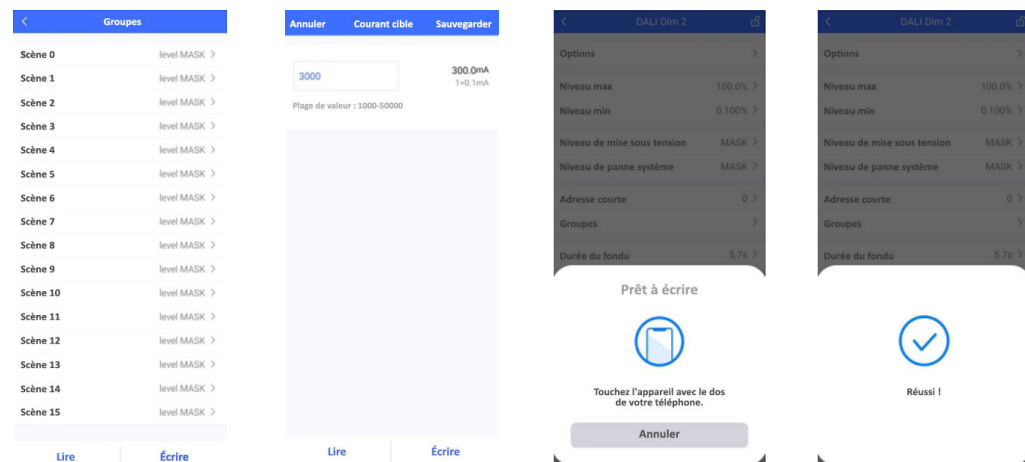 Groupes
Scène 0 level MASK >
Scène 1 level MASK >
Scène 2 level MASK >
Scène 3 level MASK >
Scène 4 level MASK >
Scène 5 level MASK >
Scène 6 level MASK >
Scène 7 level MASK >
Scène 8 level MASK >
Scène 9 level MASK >
Scène 10 level MASK >
Scène 11 level MASK >
Scène 12 level MASK >
Scène 13 level MASK >
Scène 14 level MASK >
Scène 15 level MASK >
Lire Écrire
Annuler Courant cible Sauvegarder
3000 300.0mA
1=0.1mA
Plage de valeur : 1000-50000
Lire Écrire
DALI Dim 2
Options >
Niveau max 100.0% >
Niveau min 0.100% >
Niveau de mise sous tension MASK >
Niveau de panne système MASK >
Adresse courte 0 >
Groupes >
Durée du fondu 5.7s >
Prêt à écrire
Touchez l'appareil avec le dos
de votre téléphone.
Annuler
DALI Dim 2
Options >
Niveau max 100.0% >
Niveau min 0.100% >
Niveau de mise sous tension MASK >
Niveau de panne système MASK >
Adresse courte 0 >
Groupes >
Durée du fondu 5.7s >
Réussi !